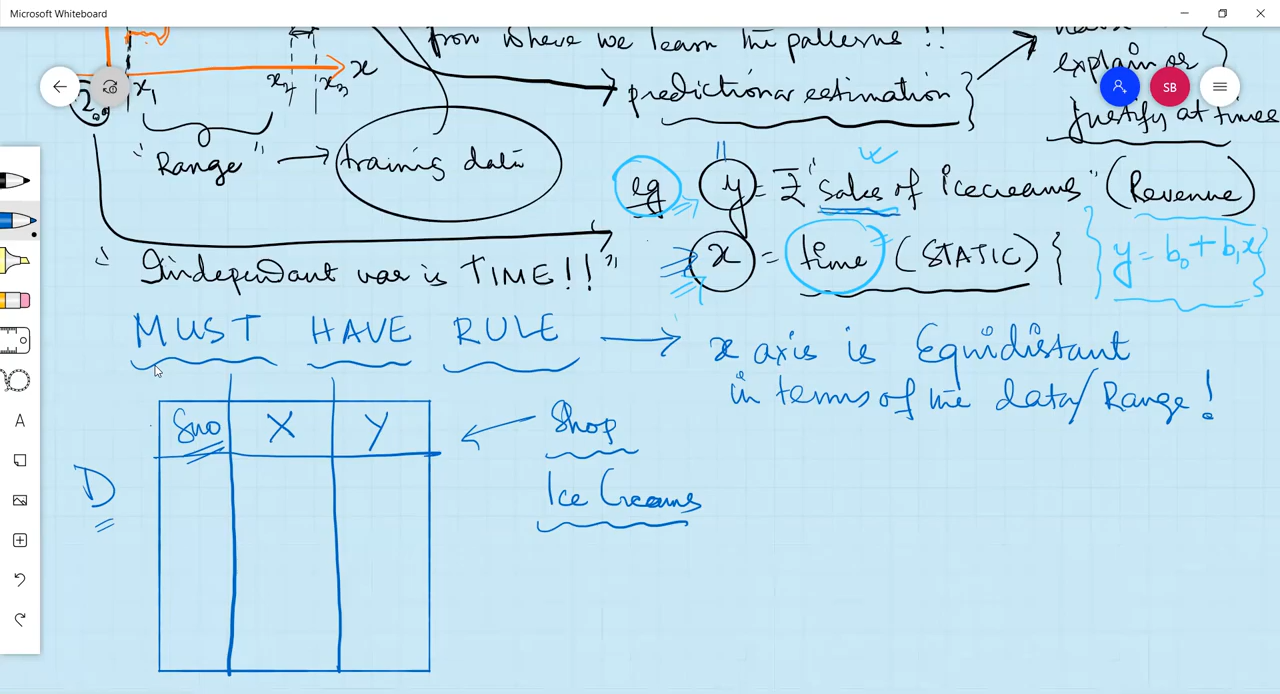 Microsoft Whiteboard
from where we learn the patterns !!
x
x1
x2
x3
explain or
SB
2.
prediction or estimation
justify at times
"Range"
training data
eg
y = Σ "sales of Icecreams" (Revenue)
x = time (STATIC)
y = b0 + b1x
"Independant var is TIME!!"
MUST HAVE RULE
x axis is Equidistant
in terms of the data/Range!
Sno X Y
Shop
D
Ice Creams
A